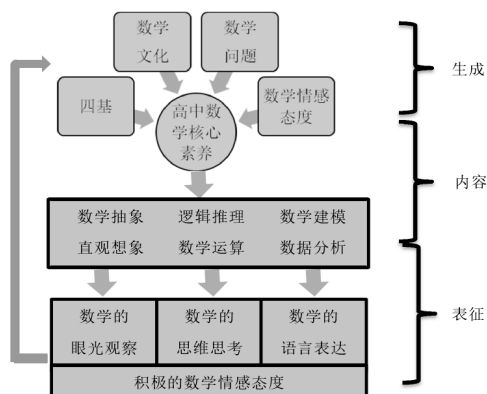 数学
文化
数学
问题
四基
高中数
学核心
素养
数学情感
态度
生成
内容
数学抽象 逻辑推理 数学建模
直观想象 数学运算 数据分析
表征
数学的 数学的 数学的
眼光观察 思维思考 语言表达
积极的数学情感态度